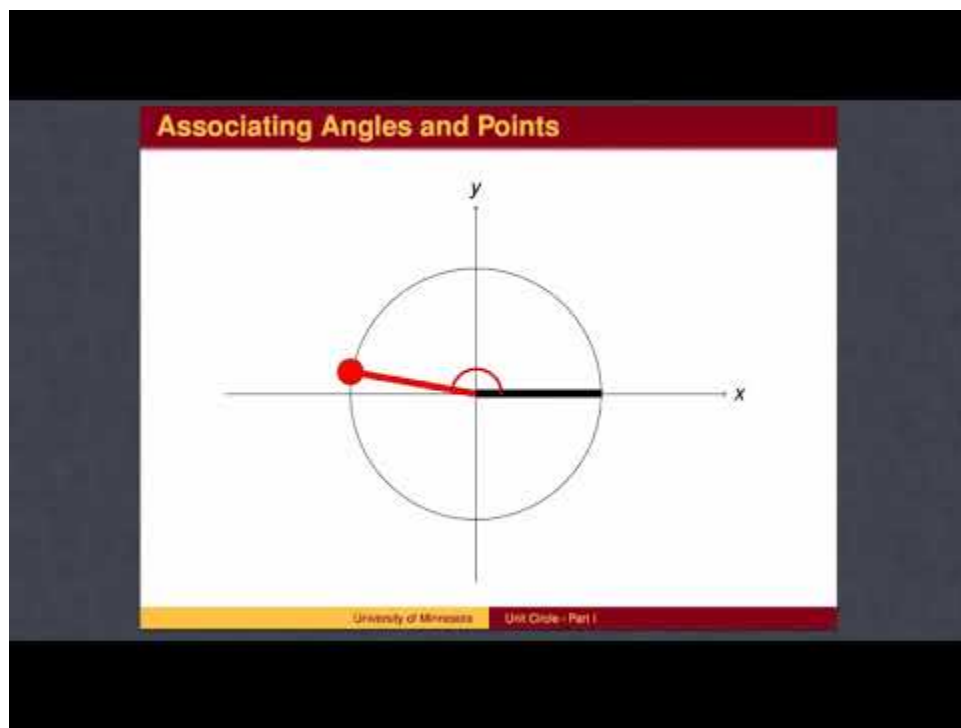 Associating Angles and Points
y
x
University of Minnesota
Unit Circle - Part I